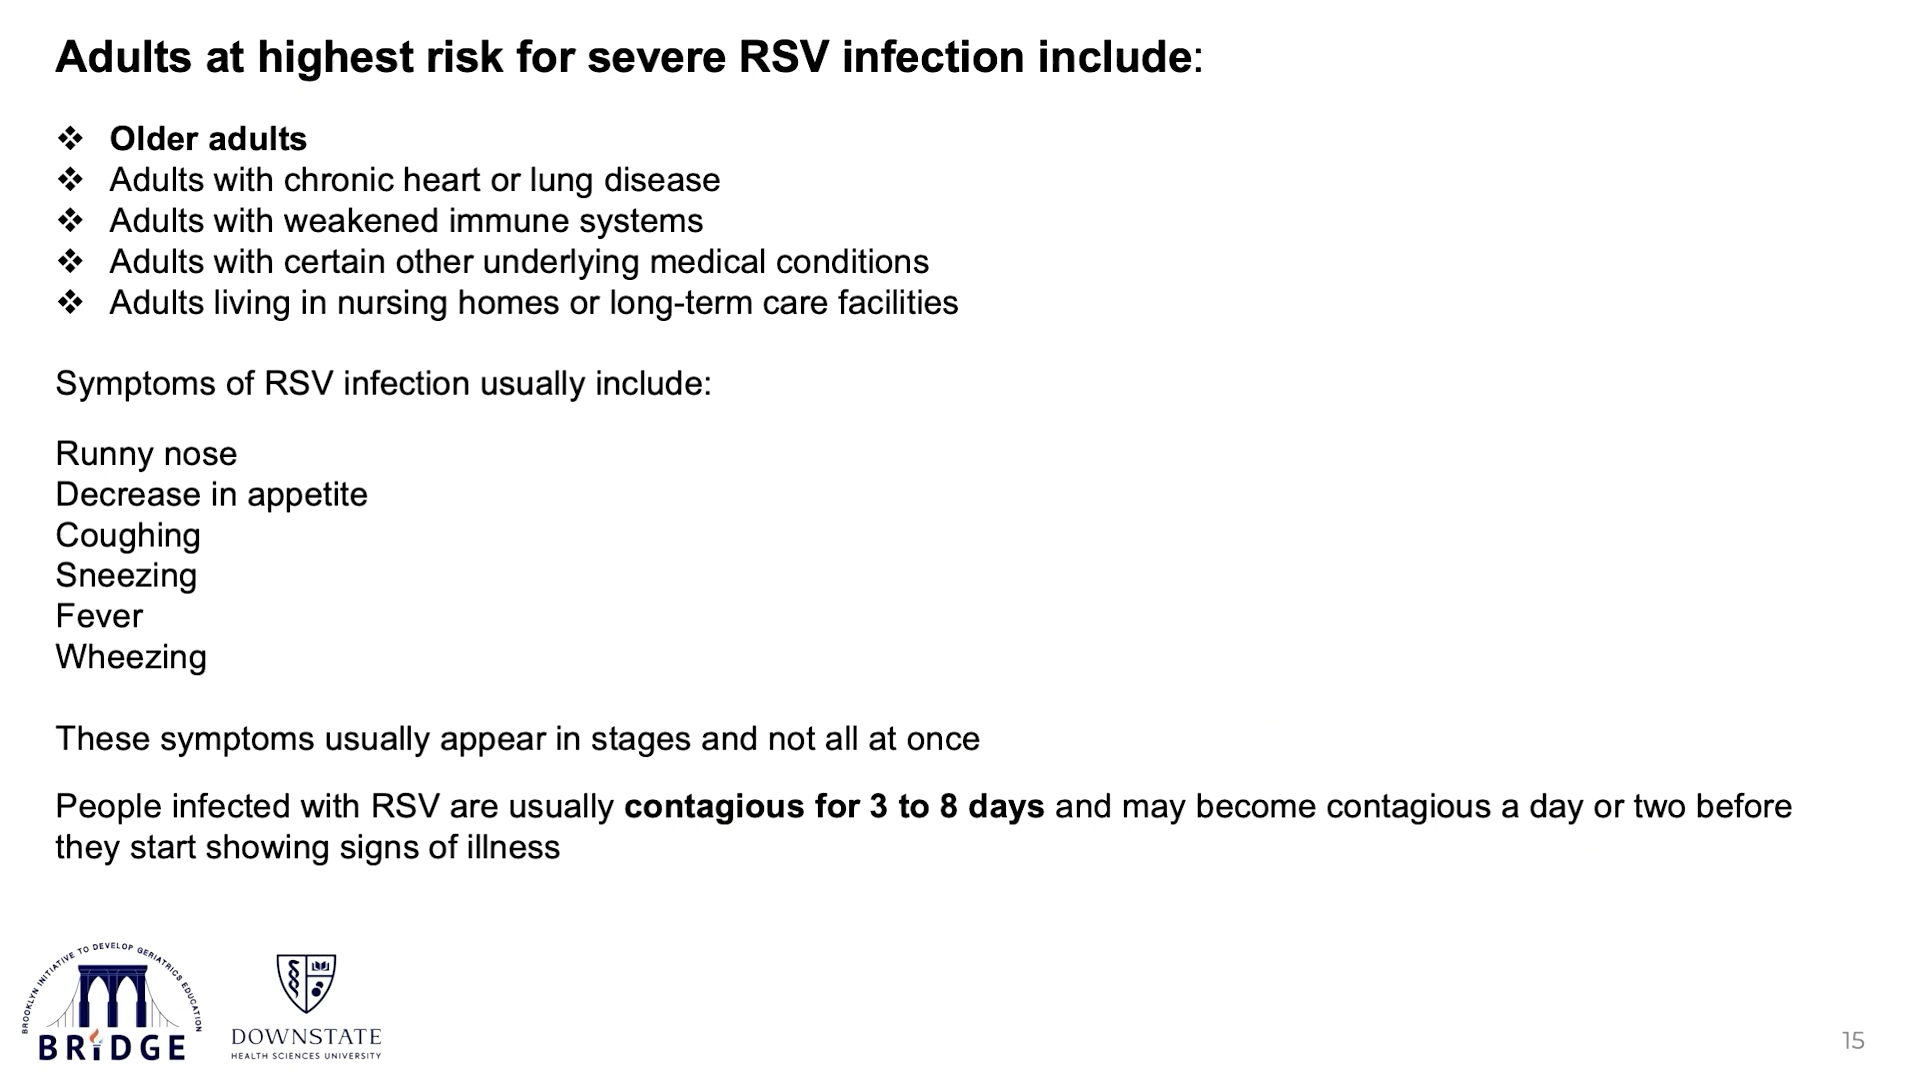 Adults at highest risk for severe RSV infection include:
❖ Older adults
❖ Adults with chronic heart or lung disease
❖ Adults with weakened immune systems
❖ Adults with certain other underlying medical conditions
❖ Adults living in nursing homes or long-term care facilities
Symptoms of RSV infection usually include:
Runny nose
Decrease in appetite
Coughing
Sneezing
Fever
Wheezing
These symptoms usually appear in stages and not all at once
People infected with RSV are usually contagious for 3 to 8 days and may become contagious a day or two before
they start showing signs of illness
BROOKLYN INITIATIVE TO DEVELOP GERIATRICS EDUCATION
BRiDGE
DOWNSTATE
HEALTH SCIENCES UNIVERSITY
15